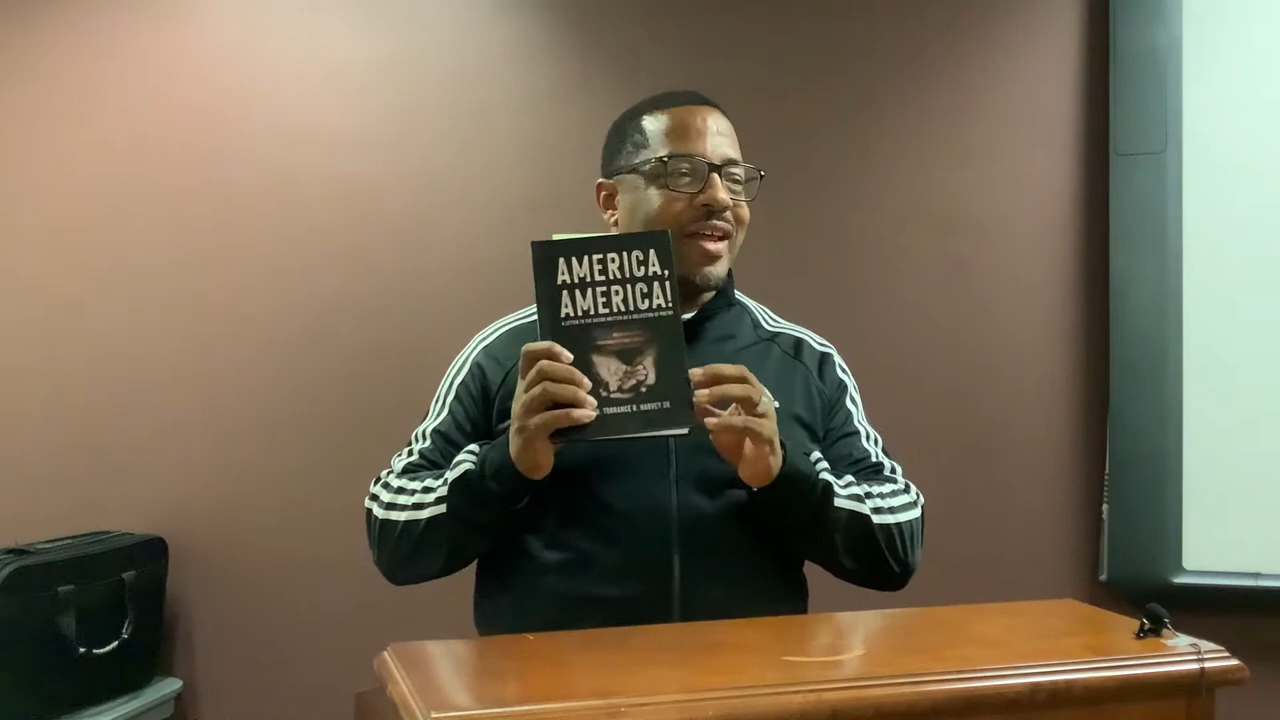 AMERICA,
AMERICA!
A LETTER TO THE NATION WRITTEN AS A COLLECTION OF POETRY
TORRANCE R. HARVEY SR.